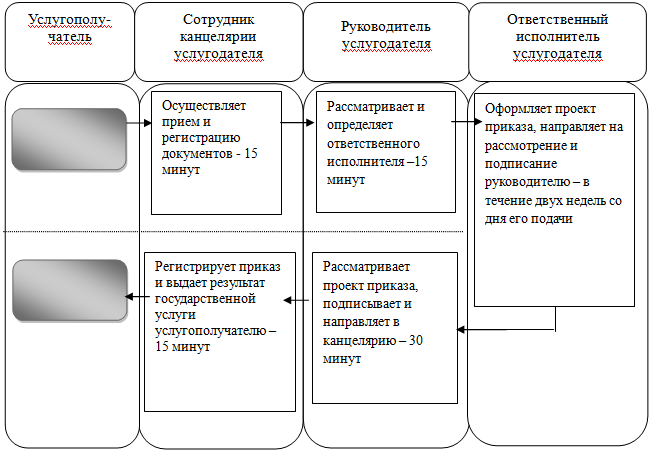 Услугополу-
чатель
Сотрудник
канцелярии
услугодателя
Руководитель
услугодателя
Ответственный
исполнитель
услугодателя
Осуществляет
прием и
регистрацию
документов - 15
минут
Рассматривает и
определяет
ответственного
исполнителя –15
минут
Оформляет проект
приказа, направляет на
рассмотрение и
подписание
руководителю – в
течение двух недель со
дня его подачи
Регистрирует приказ
и выдает результат
государственной
услуги
услугополучателю –
15 минут
Рассматривает
проект приказа,
подписывает и
направляет в
канцелярию – 30
минут